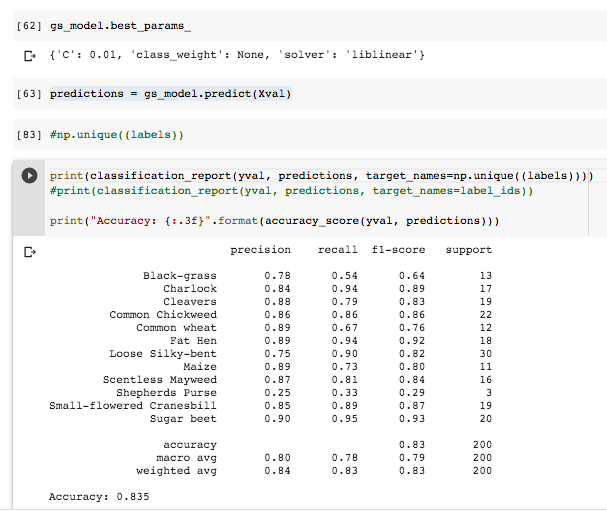 [62] gs_model.best_params_
{'C': 0.01, 'class_weight': None, 'solver': 'liblinear'}
[63] predictions = gs_model.predict(Xval)
[83] #np.unique((labels))
print(classification_report(yval, predictions, target_names=np.unique((labels))))
#print(classification_report(yval, predictions, target_names=label_ids))
print("Accuracy: {:.3f}".format(accuracy_score(yval, predictions)))
precision recall f1-score support
Black-grass 0.78 0.54 0.64 13
Charlock 0.84 0.94 0.89 17
Cleavers 0.88 0.79 0.83 19
Common Chickweed 0.86 0.86 0.86 22
Common wheat 0.89 0.67 0.76 12
Fat Hen 0.89 0.94 0.92 18
Loose Silky-bent 0.75 0.90 0.82 30
Maize 0.89 0.73 0.80 11
Scentless Mayweed 0.87 0.81 0.84 16
Shepherds Purse 0.25 0.33 0.29 3
Small-flowered Cranesbill 0.85 0.89 0.87 19
Sugar beet 0.90 0.95 0.93 20
accuracy 0.83 200
macro avg 0.80 0.78 0.79 200
weighted avg 0.84 0.83 0.83 200
Accuracy: 0.835